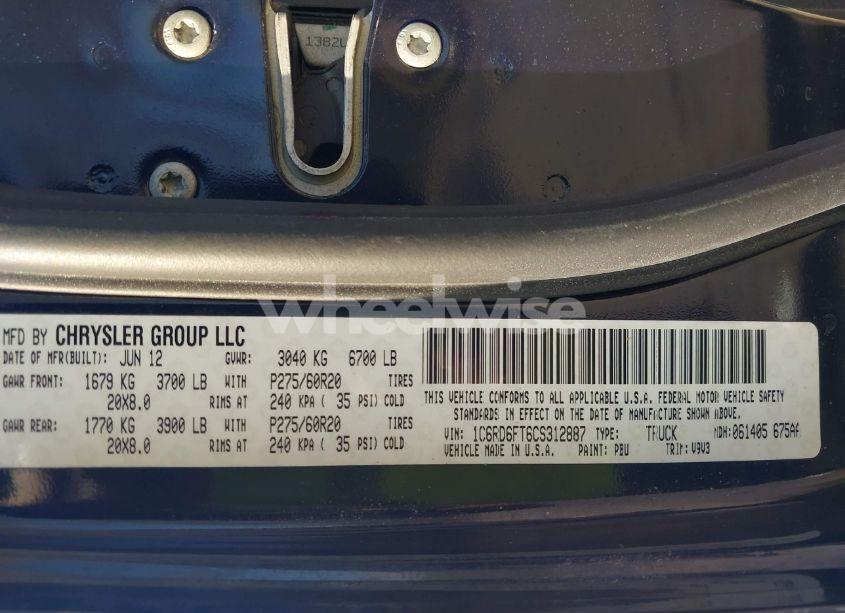 1382L
wheelwise
MFD BY CHRYSLER GROUP LLC
DATE OF MFR(BUILT): JUN 12 GVWR: 3040 KG 6700 LB
GAWR FRONT: 1679 KG 3700 LB WITH P275/60R20 TIRES
20X8.0 RIMS AT 240 KPA ( 35 PSI) COLD
GAWR REAR: 1770 KG 3900 LB WITH P275/60R20 TIRES
20X8.0 RIMS AT 240 KPA ( 35 PSI) COLD
THIS VEHICLE CONFORMS TO ALL APPLICABLE U.S.A. FEDERAL MOTOR VEHICLE SAFETY
STANDARDS IN EFFECT ON THE DATE OF MANUFACTURE SHOWN ABOVE.
VIN: 1C6RD6FT6CS312887 TYPE: TRUCK MDH: 061405 675AA
VEHICLE MADE IN U.S.A. PAINT: PBU TRIM: V9V3